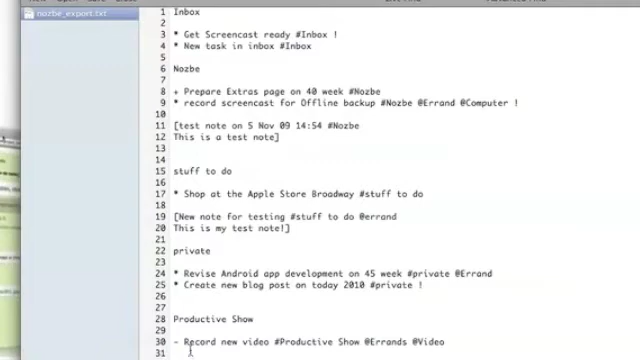 nozbe_export.txt
1 Inbox
2
3 * Get Screencast ready #Inbox !
4 * New task in inbox #Inbox
5
6 Nozbe
7
8 + Prepare Extras page on 40 week #Nozbe
9 * record screencast for Offline backup #Nozbe @Errand @Computer !
10
11 [test note on 5 Nov 09 14:54 #Nozbe
12 This is a test note]
13
14
15 stuff to do
16
17 * Shop at the Apple Store Broadway #stuff to do
18
19 [New note for testing #stuff to do @errand
20 This is my test note!]
21
22 private
23
24 * Revise Android app development on 45 week #private @Errand
25 * Create new blog post on today 2010 #private !
26
27
28 Productive Show
29
30 - Record new video #Productive Show @Errands @Video
31